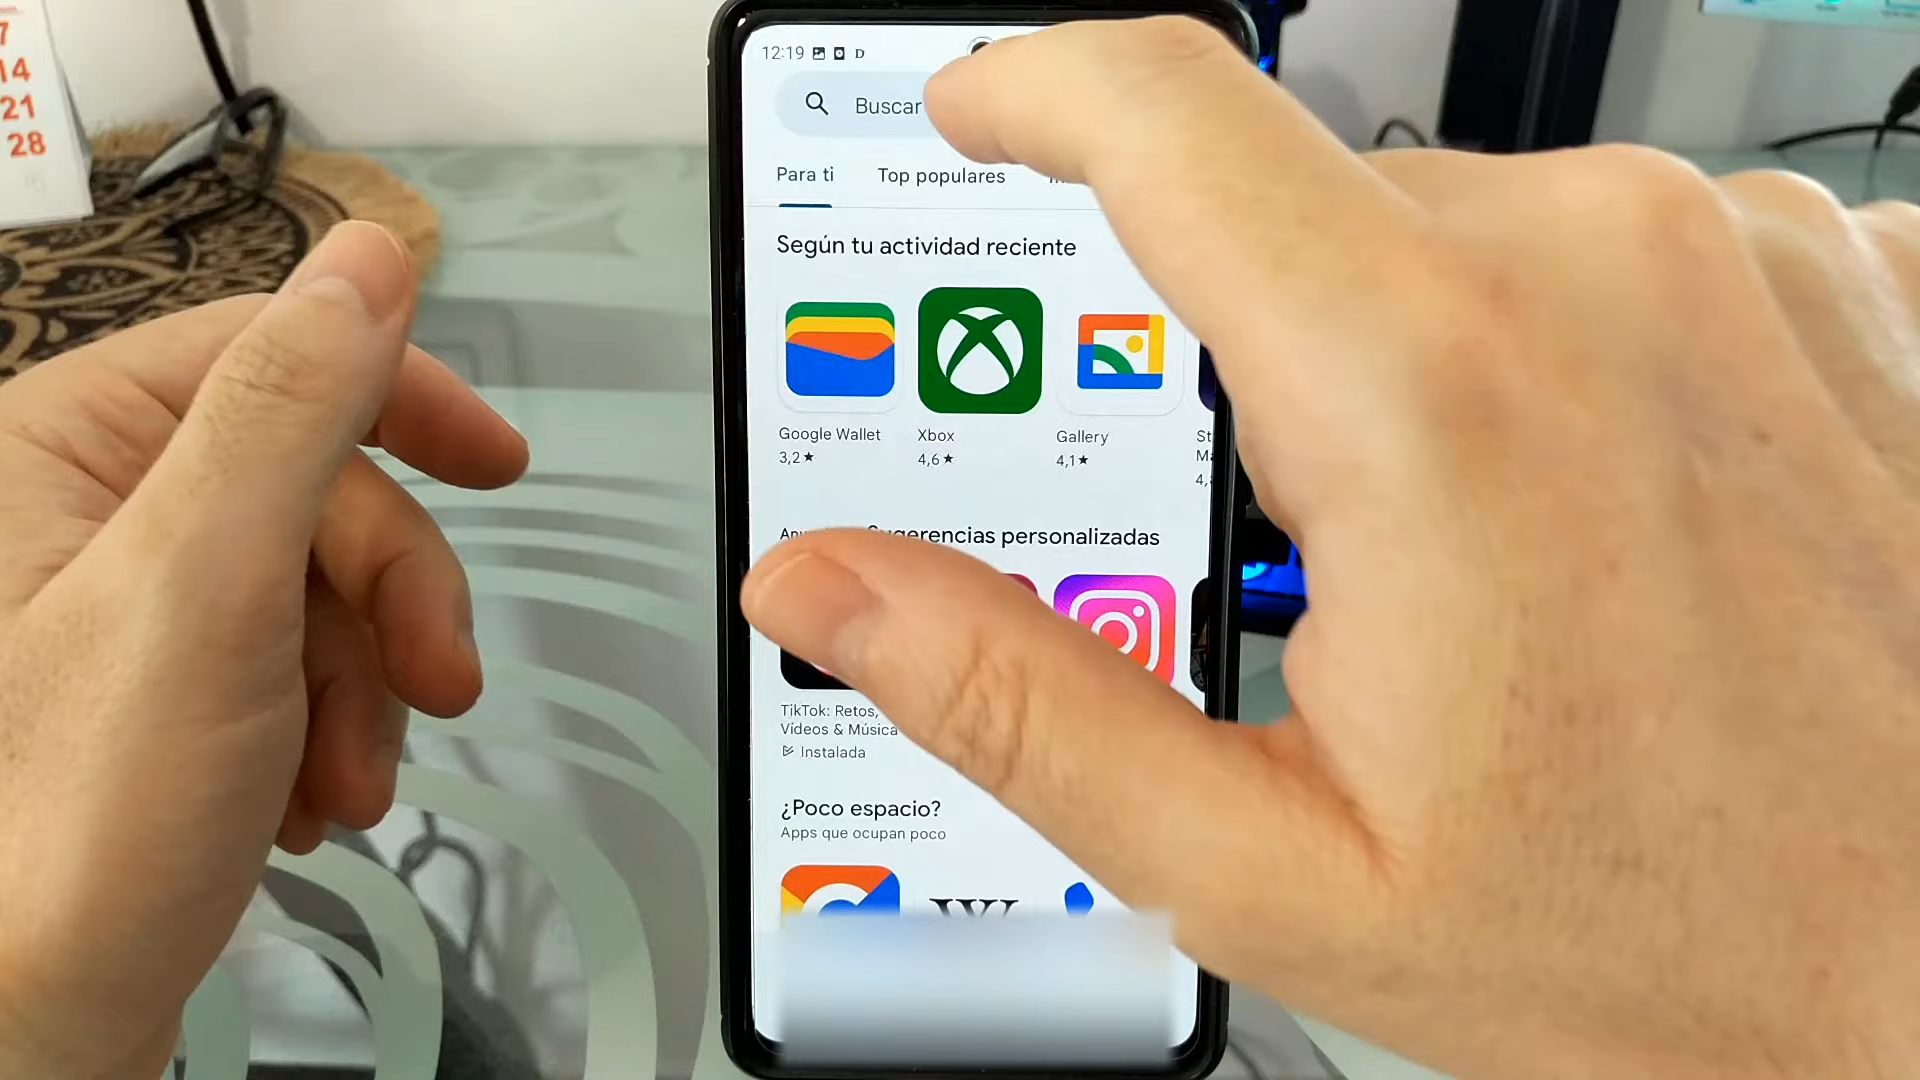 7
14
21
28
12:19 D
Buscar
Para ti Top populares
Según tu actividad reciente
Google Wallet Xbox Gallery
3,2★ 4,6★ 4,1★
Sugerencias personalizadas
TikTok: Retos,
Vídeos & Música
Instalada
¿Poco espacio?
Apps que ocupan poco
W